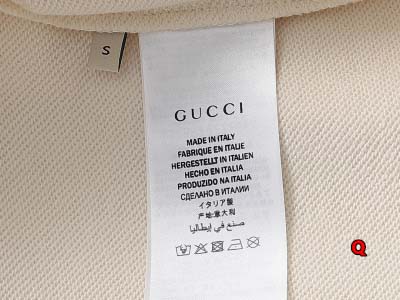 S
GUCCI
MADE IN ITALY
FABRIQUE EN ITALIE
HERGESTELLT IN ITALIEN
HECHO EN ITALIA
PRODUZIDO NA ITALIA
СДЕЛАНО В ИТАЛИИ
イタリア製
产地:意大利
صنع في إيطاليا
Q